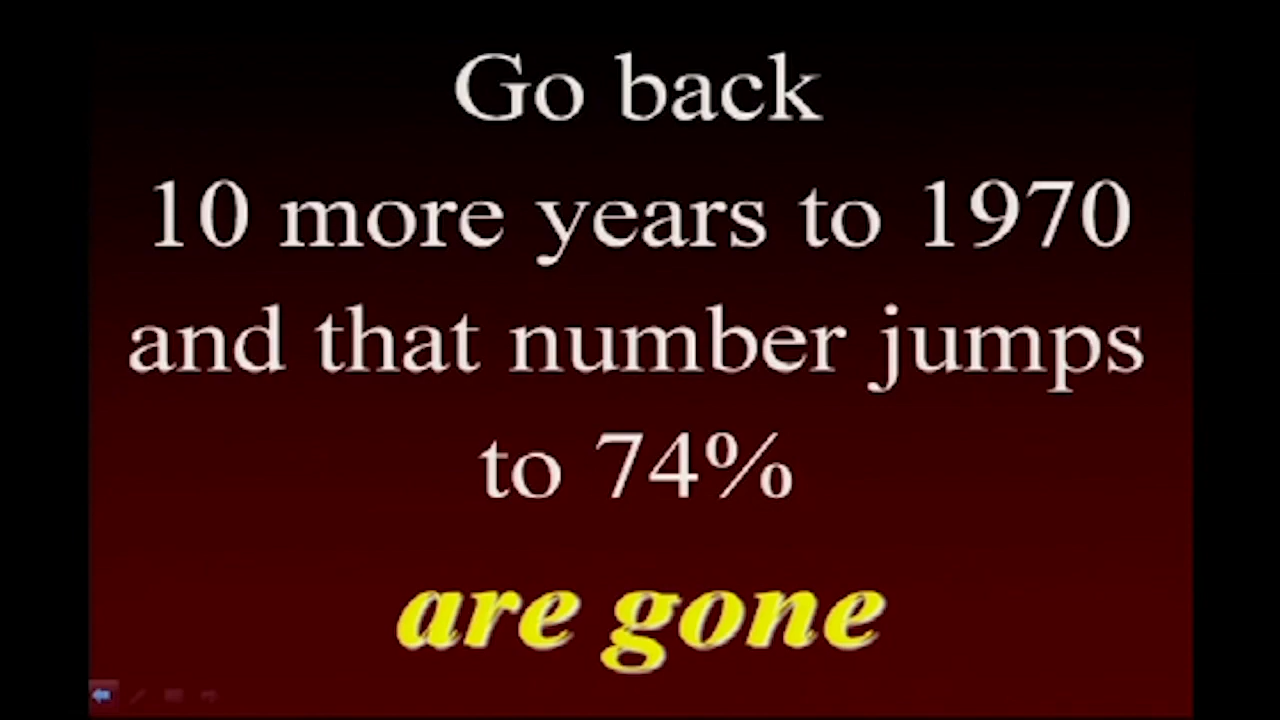 Go back
10 more years to 1970
and that number jumps
to 74%
are gone